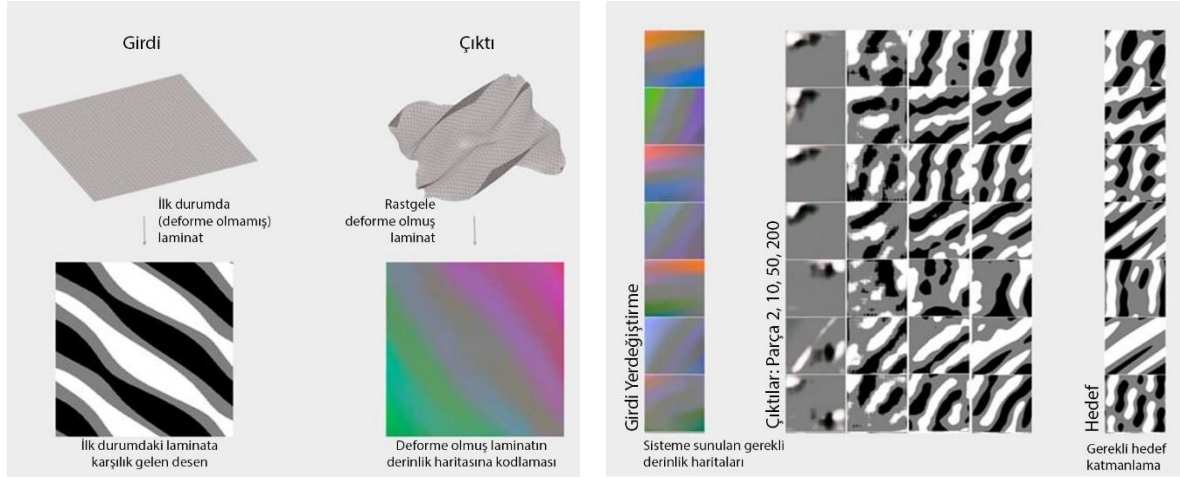 Girdi
Çıktı
İlk durumda
(deforme olmamış)
laminat
Rastgele
deforme olmuş
laminat
İlk durumdaki laminata
karşılık gelen desen
Deforme olmuş laminatın
derinlik haritasına kodlaması
Girdi Yerdeğiştirme
Çıktılar: Parça 2, 10, 50, 200
Hedef
Sisteme sunulan gerekli
derinlik haritaları
Gerekli hedef
katmanlama